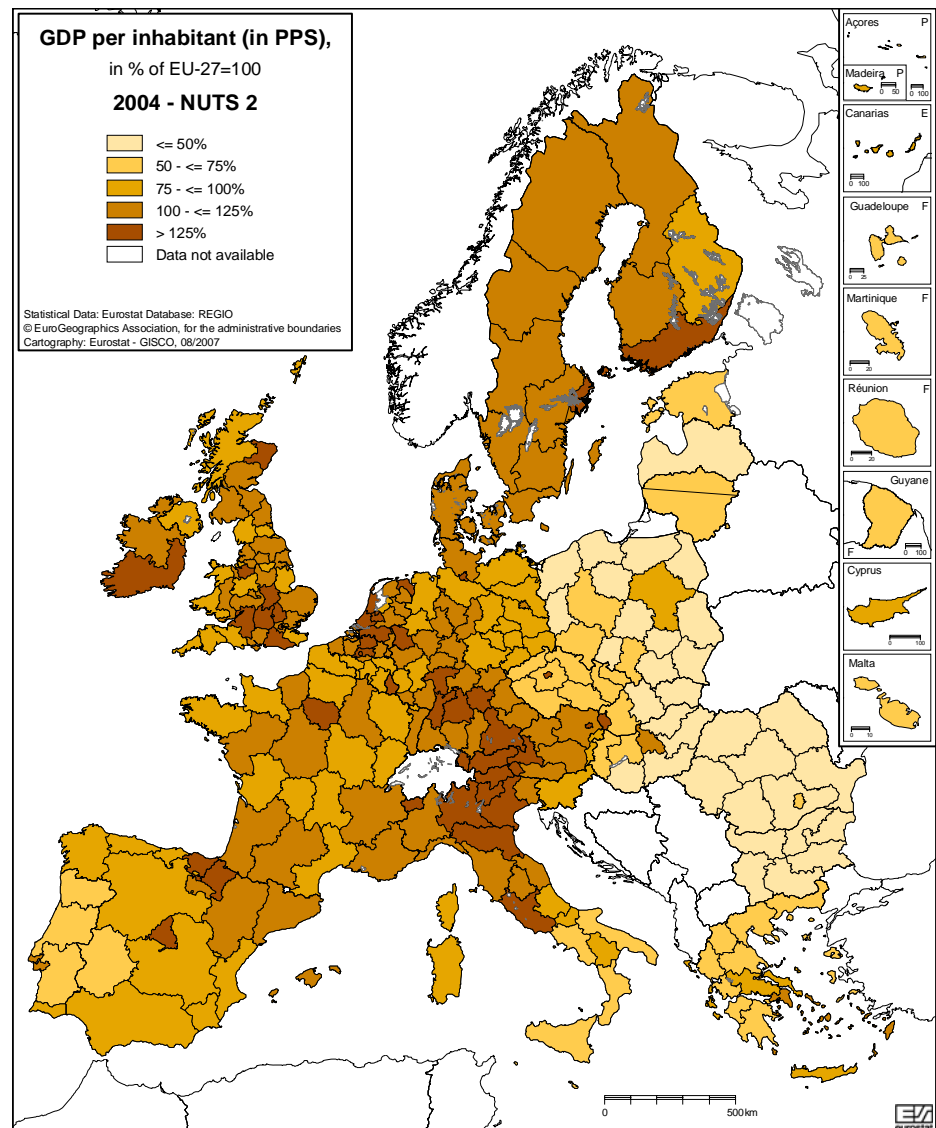 GDP per inhabitant (in PPS),
in % of EU-27=100
2004 - NUTS 2
<= 50%
50 - <= 75%
75 - <= 100%
100 - <= 125%
> 125%
Data not available
Statistical Data: Eurostat Database: REGIO
© EuroGeographics Association, for the administrative boundaries
Cartography: Eurostat - GISCO, 08/2007
Açores P
Madeira P
0 50
0 100
Canarias E
0 100
Guadeloupe F
0 25
Martinique F
0 20
Réunion F
0 20
Guyane
F
0 100
Cyprus
0 100
Malta
0 10
0 500 km
eurostat